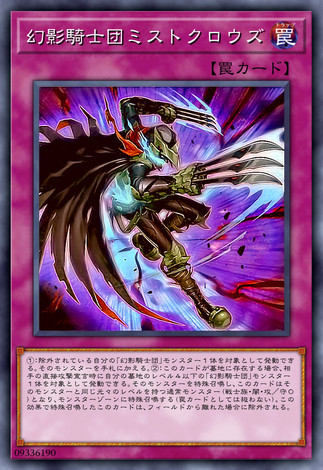 幻影騎士団ミストクロウズ
トラップ
罠
【罠カード】
①:除外されている自分の「幻影騎士団」モンスター1体を対象として発動でき
る。そのモンスターを手札に加える。②:このカードが墓地に存在する場合、相
手の直接攻撃宣言時に自分の墓地のレベル4以下の「幻影騎士団」モンスター
1体を対象として発動できる。そのモンスターを特殊召喚し、このカードはそ
のモンスターと同じ元々のレベルを持つ通常モンスター(戦士族・闇・攻/守0)
となり、モンスターゾーンに特殊召喚する(罠カードとしては扱わない)。この
効果で特殊召喚したこのカードは、フィールドから離れた場合に除外される。
09336190